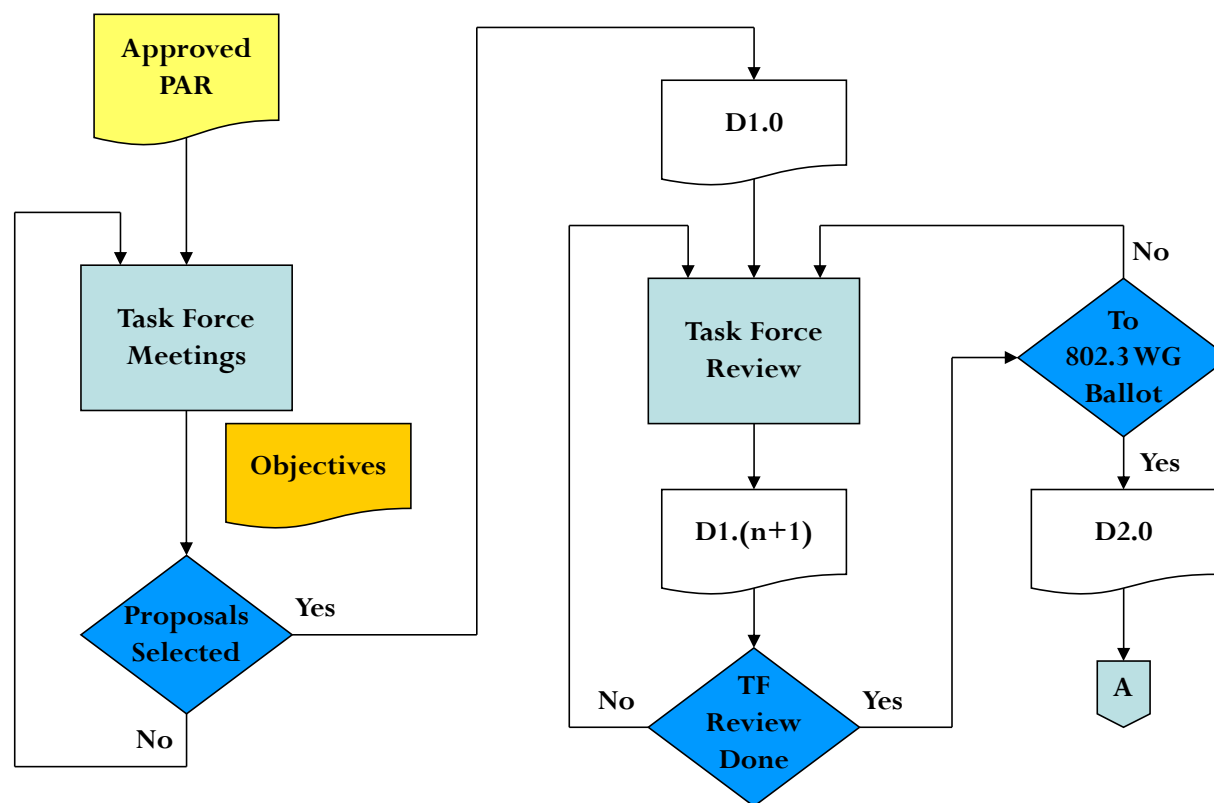 Approved
PAR
Task Force
Meetings
Objectives
Proposals
Selected
Yes
No
D1.0
Task Force
Review
D1.(n+1)
TF
Review
Done
No
Yes
To
802.3 WG
Ballot
No
Yes
D2.0
A